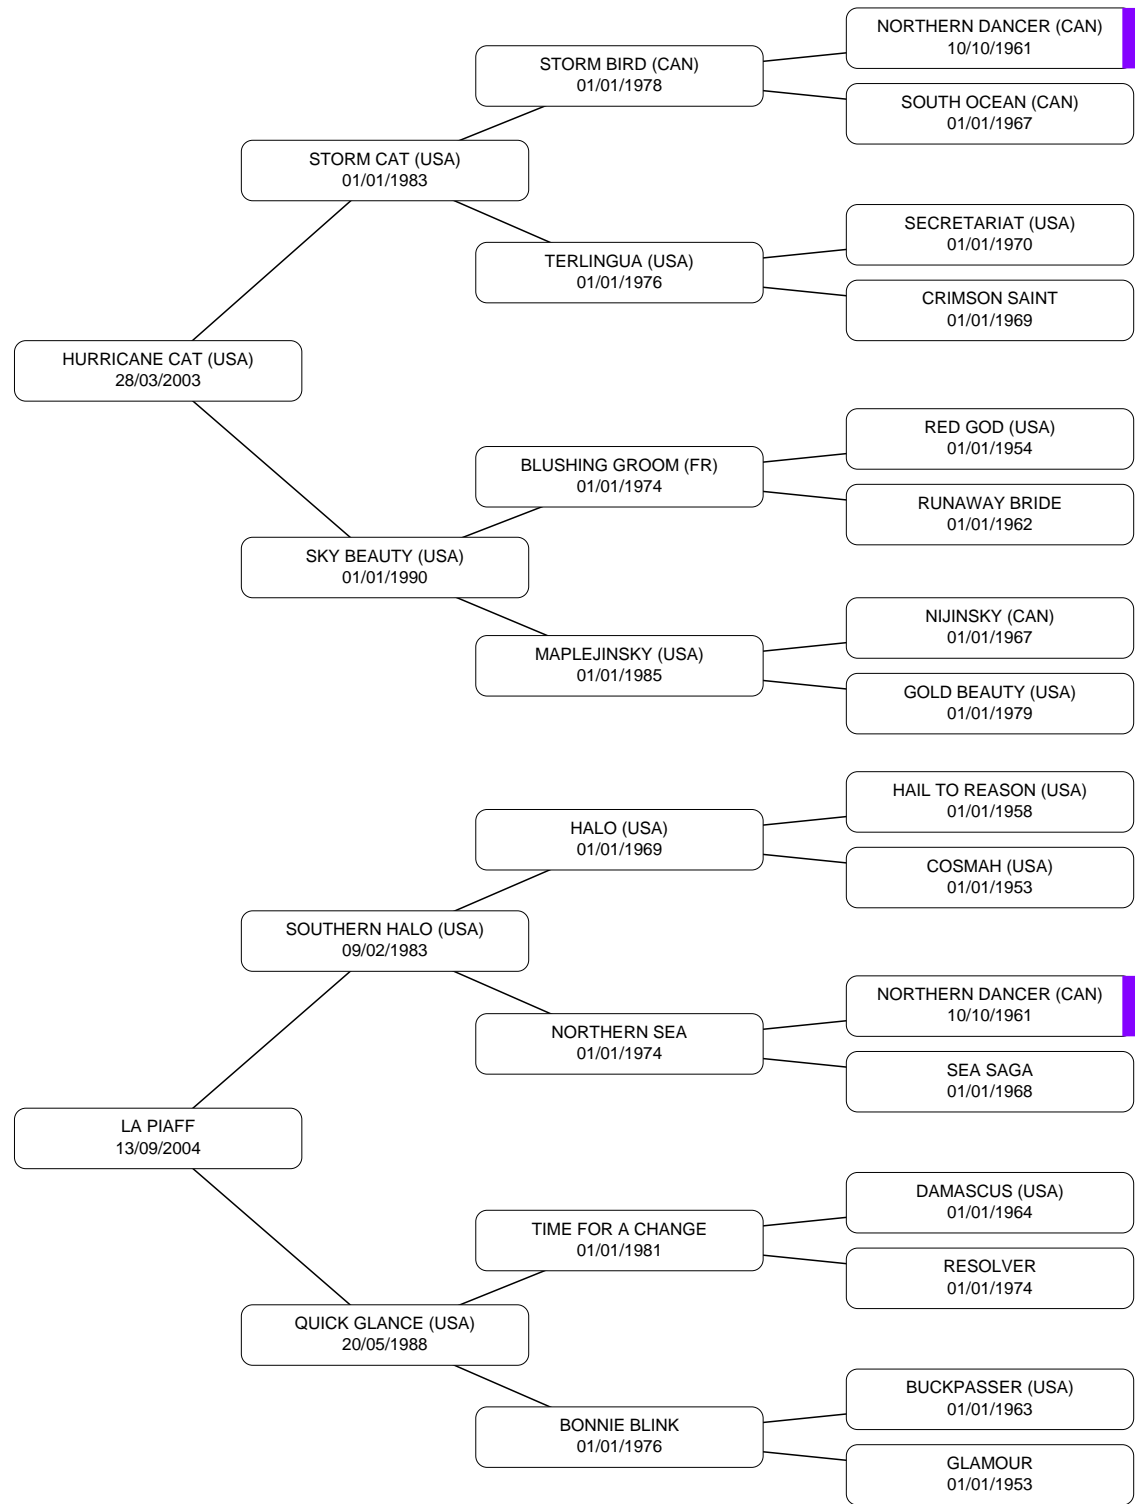 NORTHERN DANCER (CAN)
10/10/1961
STORM BIRD (CAN)
01/01/1978
SOUTH OCEAN (CAN)
01/01/1967
STORM CAT (USA)
01/01/1983
SECRETARIAT (USA)
01/01/1970
TERLINGUA (USA)
01/01/1976
CRIMSON SAINT
01/01/1969
HURRICANE CAT (USA)
28/03/2003
RED GOD (USA)
01/01/1954
BLUSHING GROOM (FR)
01/01/1974
RUNAWAY BRIDE
01/01/1962
SKY BEAUTY (USA)
01/01/1990
NIJINSKY (CAN)
01/01/1967
MAPLEJINSKY (USA)
01/01/1985
GOLD BEAUTY (USA)
01/01/1979
HAIL TO REASON (USA)
01/01/1958
HALO (USA)
01/01/1969
COSMAH (USA)
01/01/1953
SOUTHERN HALO (USA)
09/02/1983
NORTHERN DANCER (CAN)
10/10/1961
NORTHERN SEA
01/01/1974
SEA SAGA
01/01/1968
LA PIAFF
13/09/2004
DAMASCUS (USA)
01/01/1964
TIME FOR A CHANGE
01/01/1981
RESOLVER
01/01/1974
QUICK GLANCE (USA)
20/05/1988
BUCKPASSER (USA)
01/01/1963
BONNIE BLINK
01/01/1976
GLAMOUR
01/01/1953